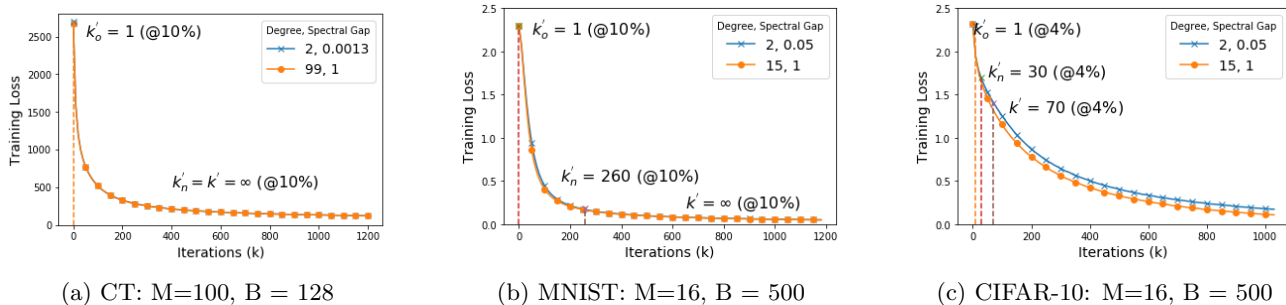 Training Loss
2500
2000
1500
1000
500
0
k'o = 1 (@10%)
Degree, Spectral Gap
2, 0.0013
99, 1
k'n = k' = ∞ (@10%)
0 200 400 600 800 1000 1200
Iterations (k)
(a) CT: M=100, B = 128
Training Loss
2.5
2.0
1.5
1.0
0.5
0.0
k'o = 1 (@10%)
Degree, Spectral Gap
2, 0.05
15, 1
k'n = 260 (@10%)
k' = ∞ (@10%)
0 200 400 600 800 1000 1200
Iterations (k)
(b) MNIST: M=16, B = 500
Training Loss
2.5
2.0
1.5
1.0
0.5
0.0
k'o = 1 (@4%)
Degree, Spectral Gap
2, 0.05
15, 1
k'n = 30 (@4%)
k' = 70 (@4%)
0 200 400 600 800 1000
Iterations (k)
(c) CIFAR-10: M=16, B = 500